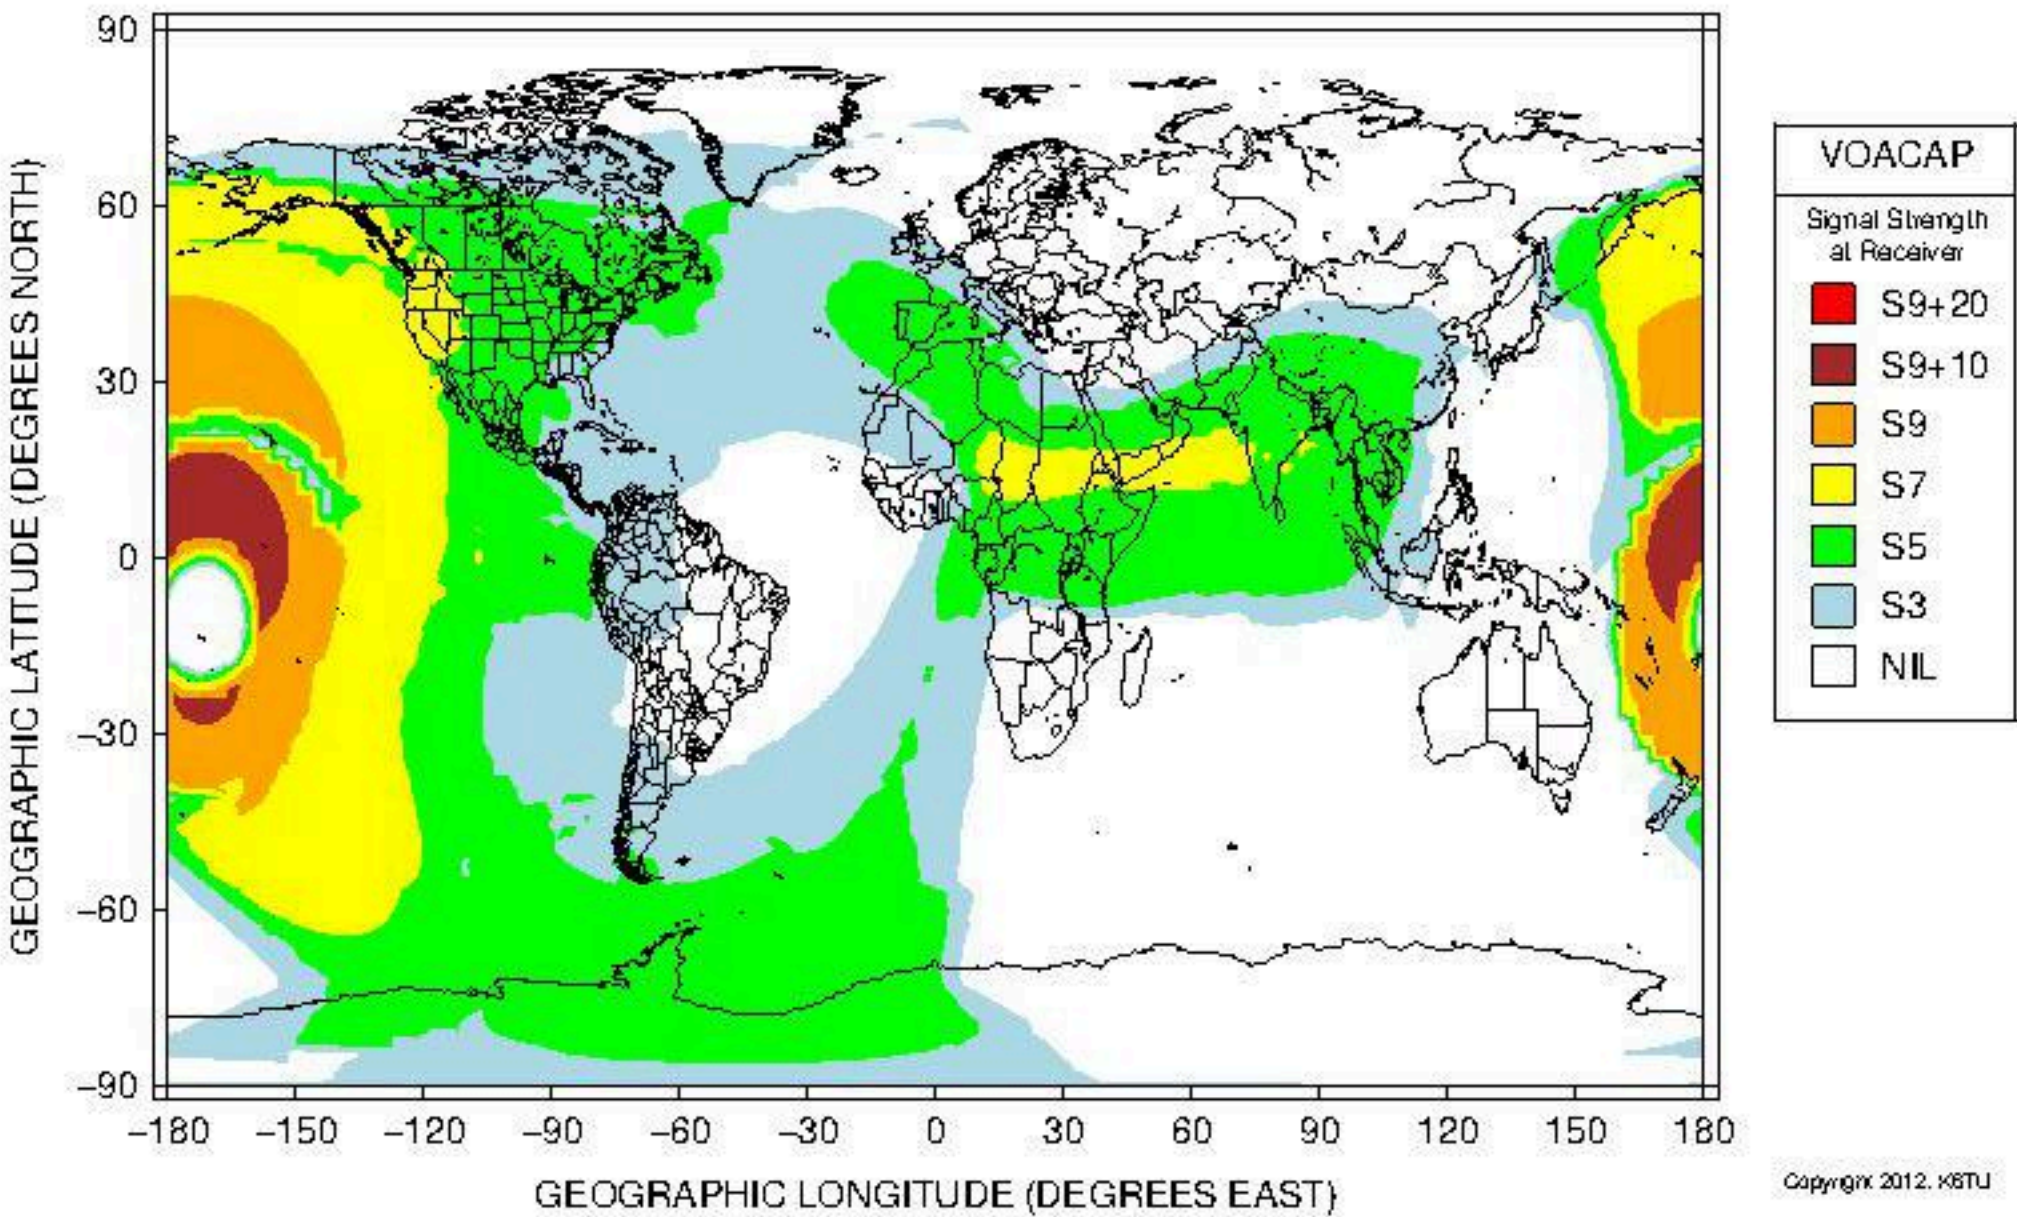 90
60
30
0
−30
−60
−90
GEOGRAPHIC LATITUDE (DEGREES NORTH)
−180 −150 −120 −90 −60 −30 0 30 60 90 120 150 180
GEOGRAPHIC LONGITUDE (DEGREES EAST)
VOACAP
Signal Strength
at Receiver
S9+20
S9+10
S9
S7
S5
S3
NIL
Copyright 2012. K6TU